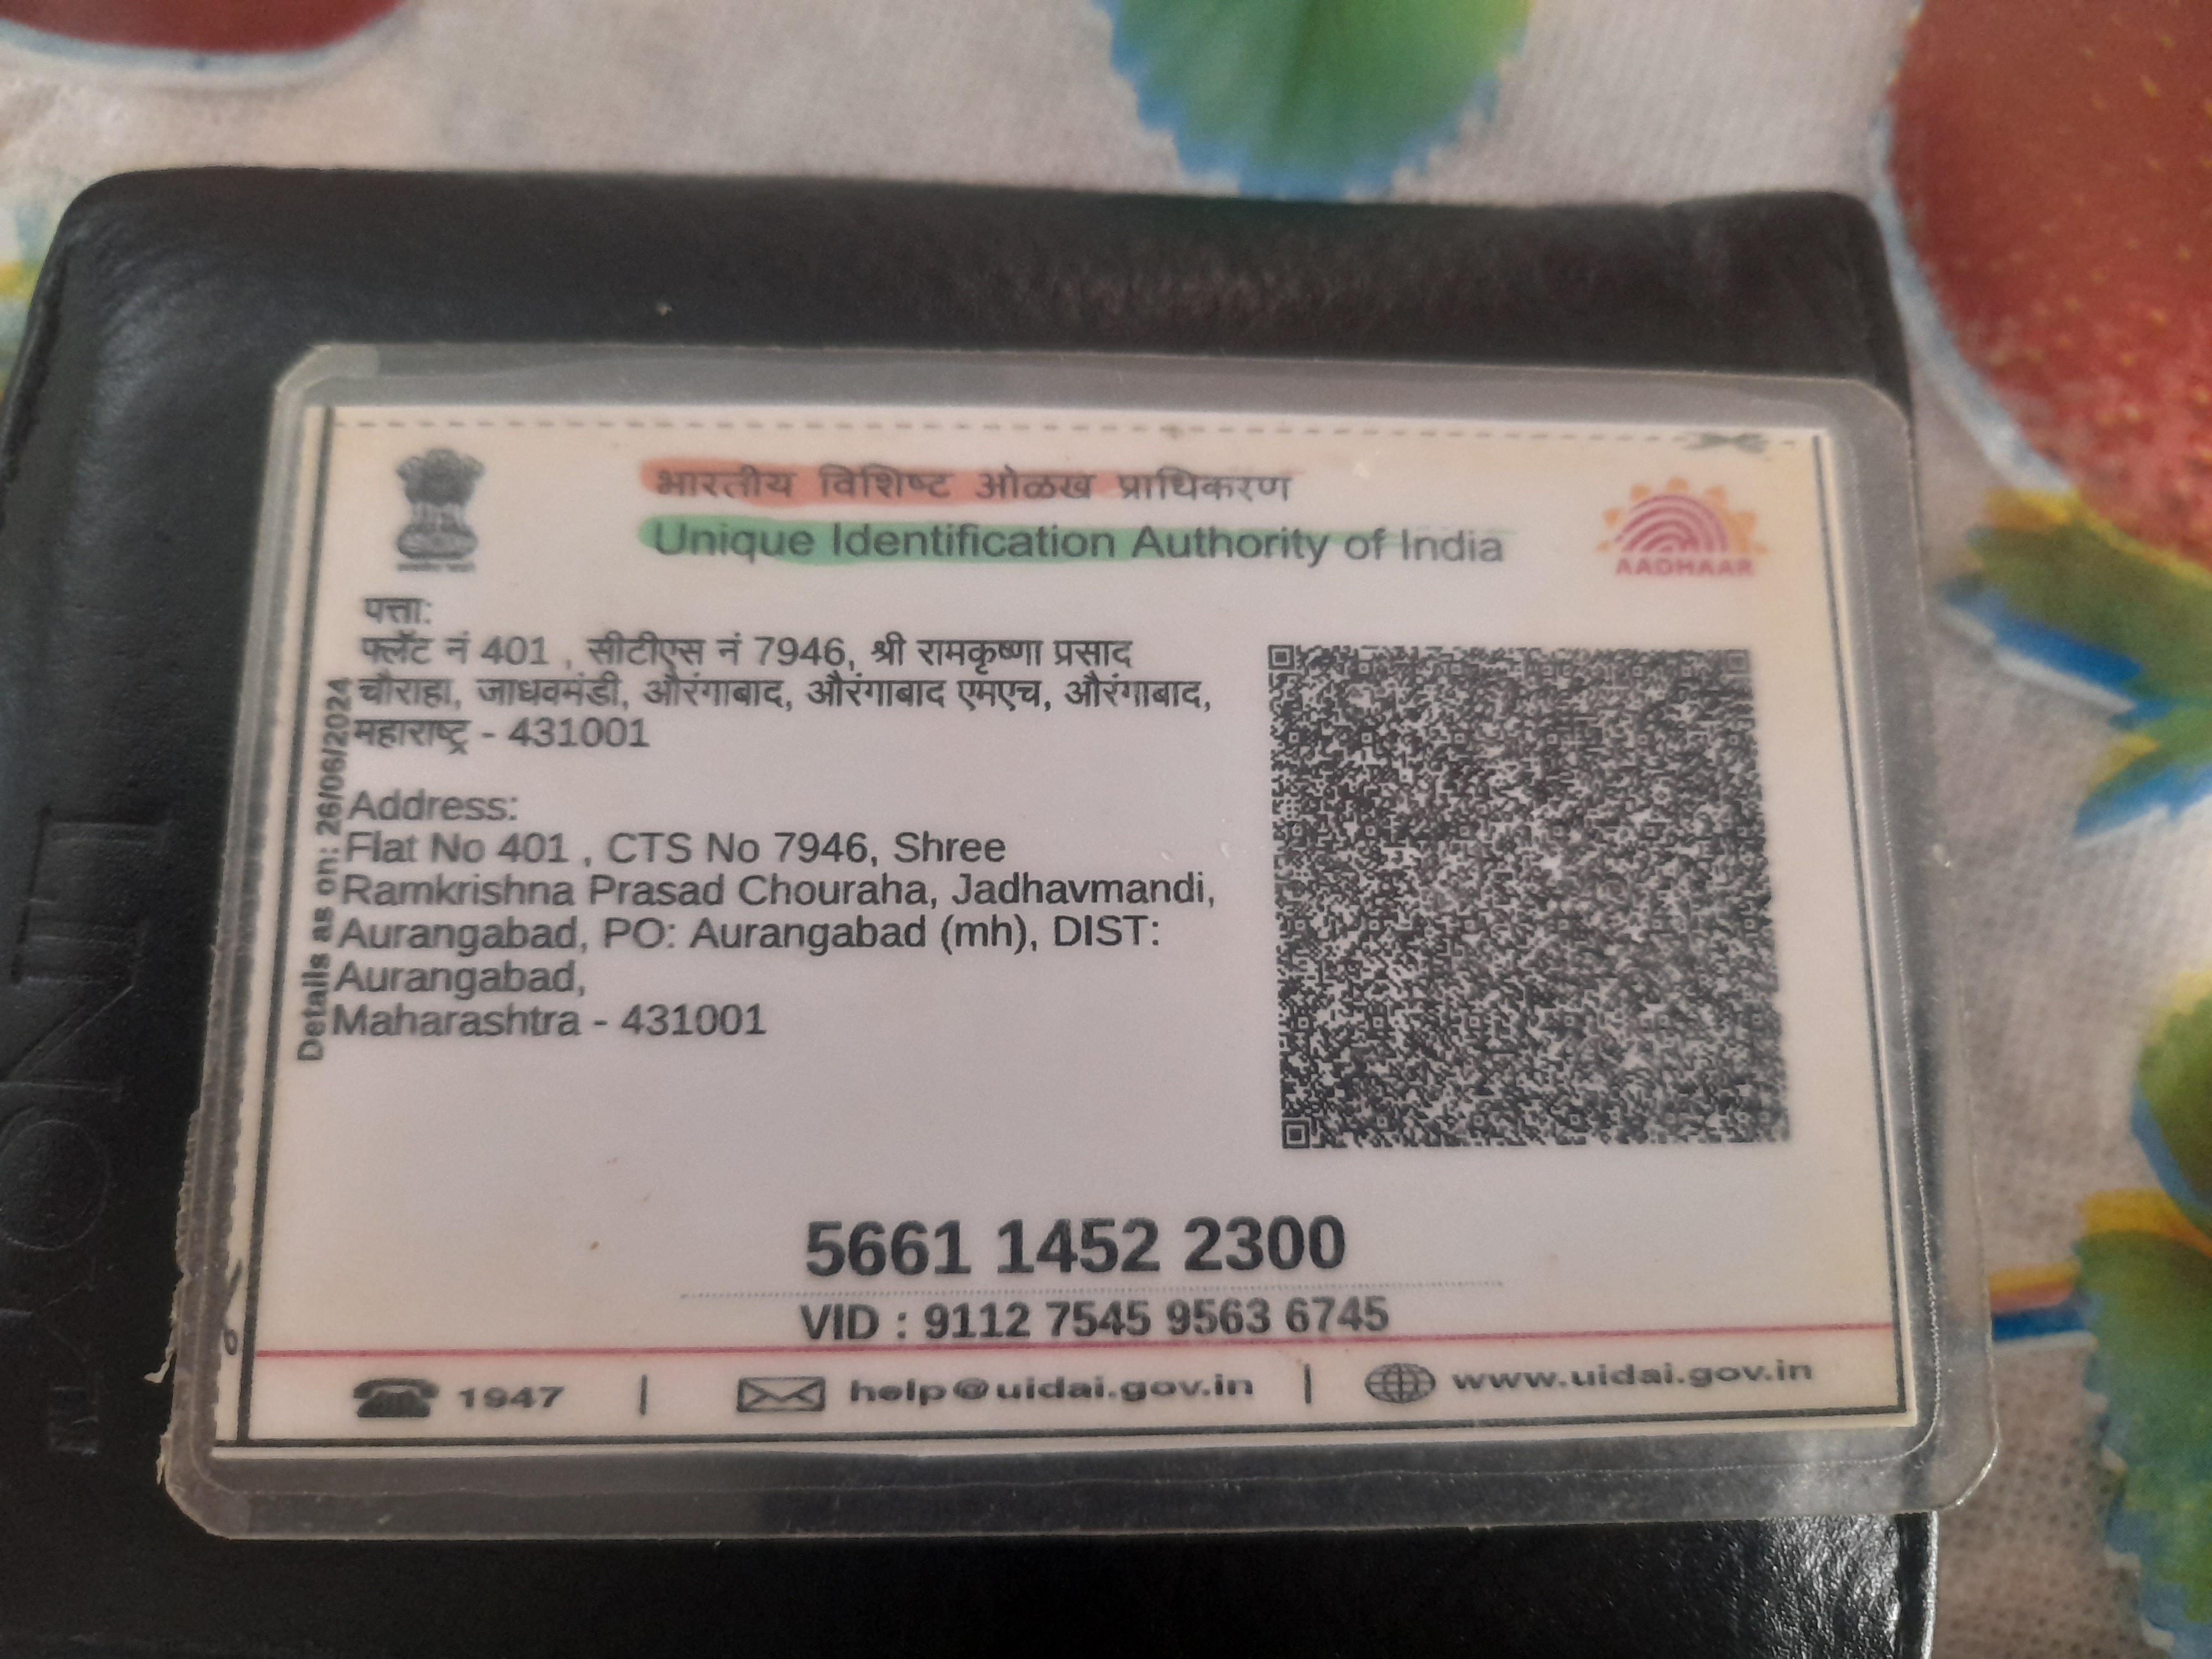 भारतीय विशिष्ट ओळख प्राधिकरण
Unique Identification Authority of India
AADHAAR
पत्ता:
फ्लॅट नं 401 , सीटीएस नं 7946, श्री रामकृष्णा प्रसाद
चौराहा, जाधवमंडी, औरंगाबाद, औरंगाबाद एमएच, औरंगाबाद,
महाराष्ट्र - 431001
Address:
Flat No 401 , CTS No 7946, Shree
Ramkrishna Prasad Chouraha, Jadhavmandi,
Aurangabad, PO: Aurangabad (mh), DIST:
Aurangabad,
Maharashtra - 431001
Details as on: 26/06/2024
5661 1452 2300
VID : 9112 7545 9563 6745
1947 | help@uidai.gov.in | www.uidai.gov.in